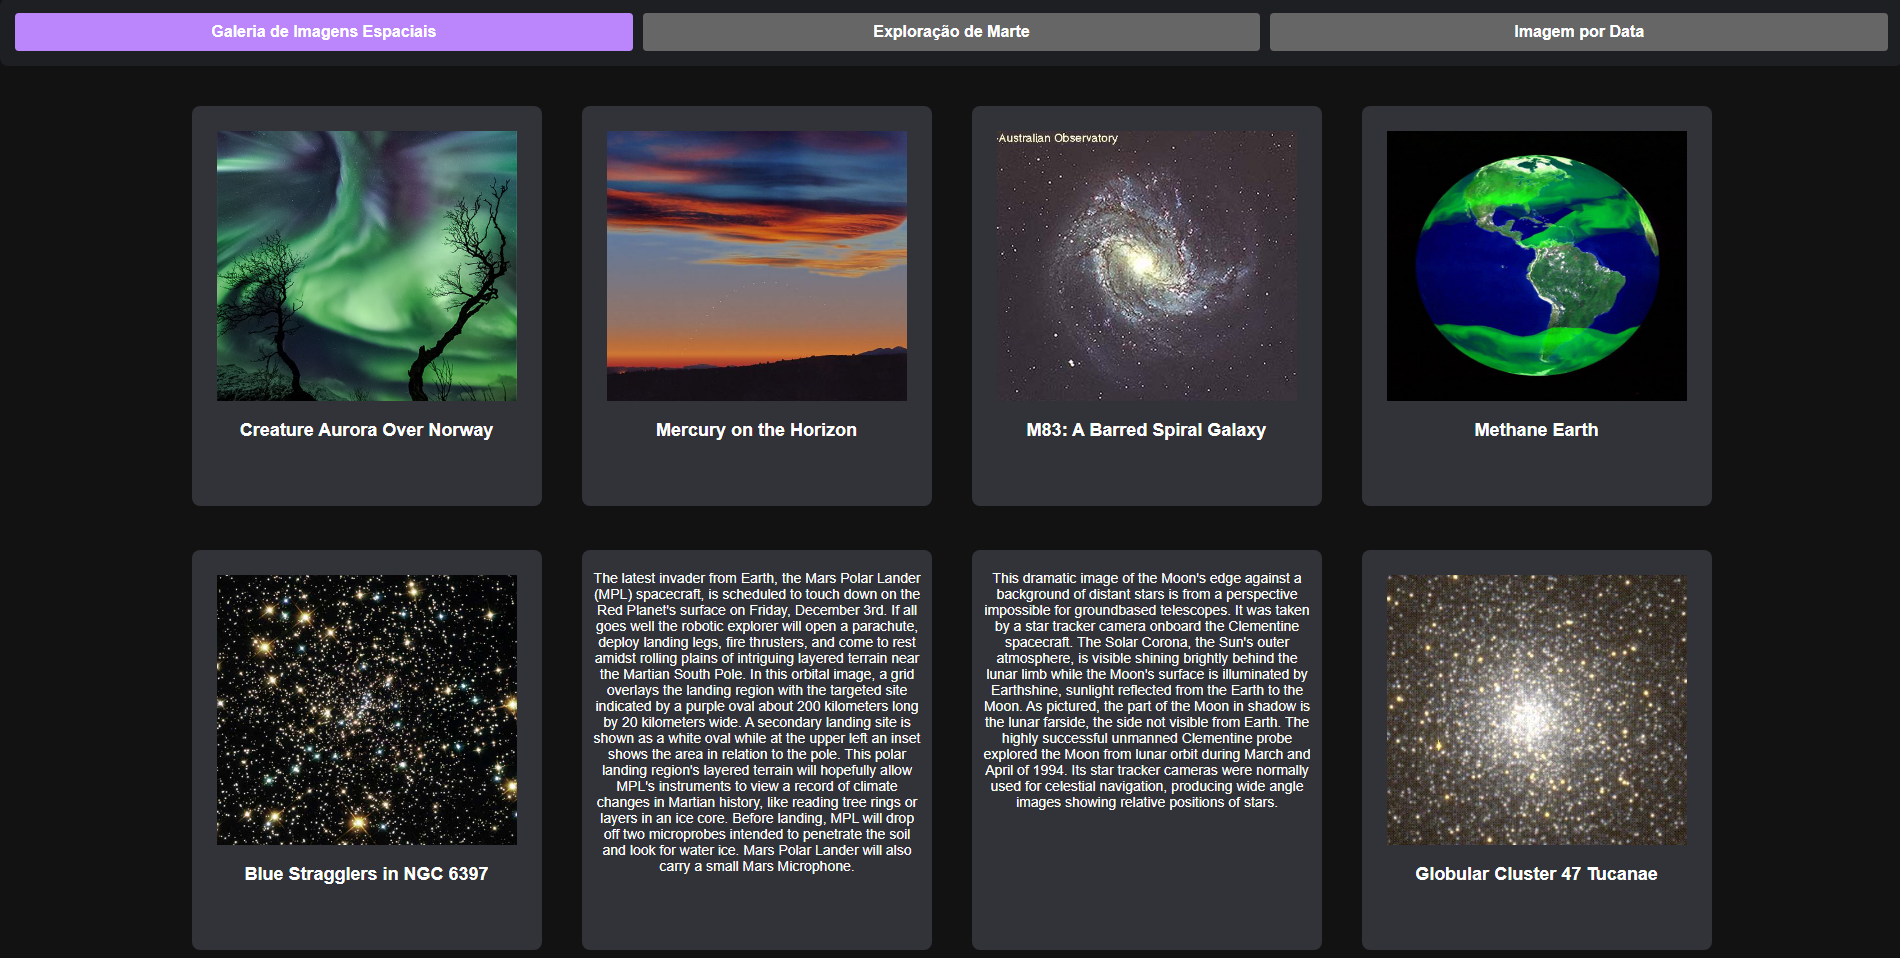 Galeria de Imagens Espaciais
Exploração de Marte
Imagem por Data
Australian Observatory
Creature Aurora Over Norway
Mercury on the Horizon
M83: A Barred Spiral Galaxy
Methane Earth
Blue Stragglers in NGC 6397
The latest invader from Earth, the Mars Polar Lander
(MPL) spacecraft, is scheduled to touch down on the
Red Planet's surface on Friday, December 3rd. If all
goes well the robotic explorer will open a parachute,
deploy landing legs, fire thrusters, and come to rest
amidst rolling plains of intriguing layered terrain near
the Martian South Pole. In this orbital image, a grid
overlays the landing region with the targeted site
indicated by a purple oval about 200 kilometers long
by 20 kilometers wide. A secondary landing site is
shown as a white oval while at the upper left an inset
shows the area in relation to the pole. This polar
landing region's layered terrain will hopefully allow
MPL's instruments to view a record of climate
changes in Martian history, like reading tree rings or
layers in an ice core. Before landing, MPL will drop
off two microprobes intended to penetrate the soil
and look for water ice. Mars Polar Lander will also
carry a small Mars Microphone.
This dramatic image of the Moon's edge against a
background of distant stars is from a perspective
impossible for groundbased telescopes. It was taken
by a star tracker camera onboard the Clementine
spacecraft. The Solar Corona, the Sun's outer
atmosphere, is visible shining brightly behind the
lunar limb while the Moon's surface is illuminated by
Earthshine, sunlight reflected from the Earth to the
Moon. As pictured, the part of the Moon in shadow is
the lunar farside, the side not visible from Earth. The
highly successful unmanned Clementine probe
explored the Moon from lunar orbit during March and
April of 1994. Its star tracker cameras were normally
used for celestial navigation, producing wide angle
images showing relative positions of stars.
Globular Cluster 47 Tucanae